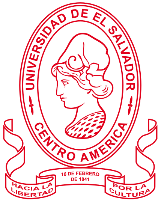 UNIVERSIDAD DE EL SALVADOR
CENTRO AMERICA
16 DE FEBRERO
DE 1841
HACIA LA
LIBERTAD
POR LA
CULTURA